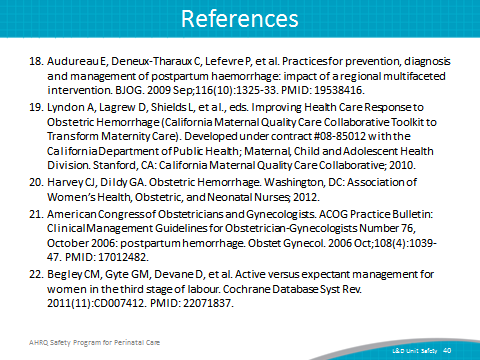 References
18. Audureau E, Deneux-Tharaux C, Lefevre P, et al. Practices for prevention, diagnosis
and management of postpartum haemorrhage: impact of a regional multifaceted
intervention. BJOG. 2009 Sep;116(10):1325-33. PMID: 19538416.
19. Lyndon A, Lagrew D, Shields L, et al., eds. Improving Health Care Response to
Obstetric Hemorrhage (California Maternal Quality Care Collaborative Toolkit to
Transform Maternity Care). Developed under contract #08-85012 with the
California Department of Public Health; Maternal, Child and Adolescent Health
Division. Stanford, CA: California Maternal Quality Care Collaborative; 2010.
20. Harvey CJ, Dildy GA. Obstetric Hemorrhage. Washington, DC: Association of
Women's Health, Obstetric, and Neonatal Nurses; 2012.
21. American Congress of Obstetricians and Gynecologists. ACOG Practice Bulletin:
Clinical Management Guidelines for Obstetrician-Gynecologists Number 76,
October 2006: postpartum hemorrhage. Obstet Gynecol. 2006 Oct;108(4):1039-
47. PMID: 17012482.
22. Begley CM, Gyte GM, Devane D, et al. Active versus expectant management for
women in the third stage of labour. Cochrane Database Syst Rev.
2011(11):CD007412. PMID: 22071837.
AHRQ Safety Program for Perinatal Care
L&D Unit Safety 40